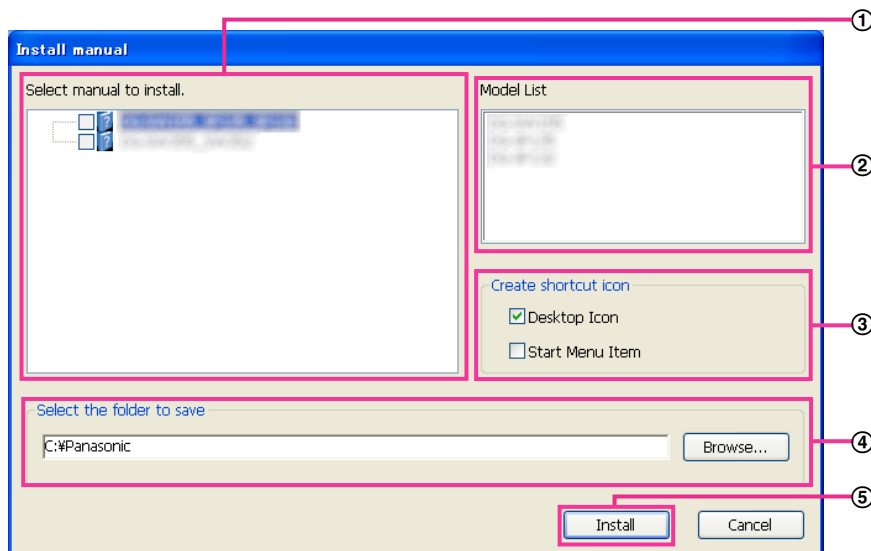 ①
Install manual
Select manual to install.
Model List
②
Create shortcut icon
Desktop Icon
③
Start Menu Item
Select the folder to save
C:¥Panasonic
Browse...
④
⑤
Install
Cancel